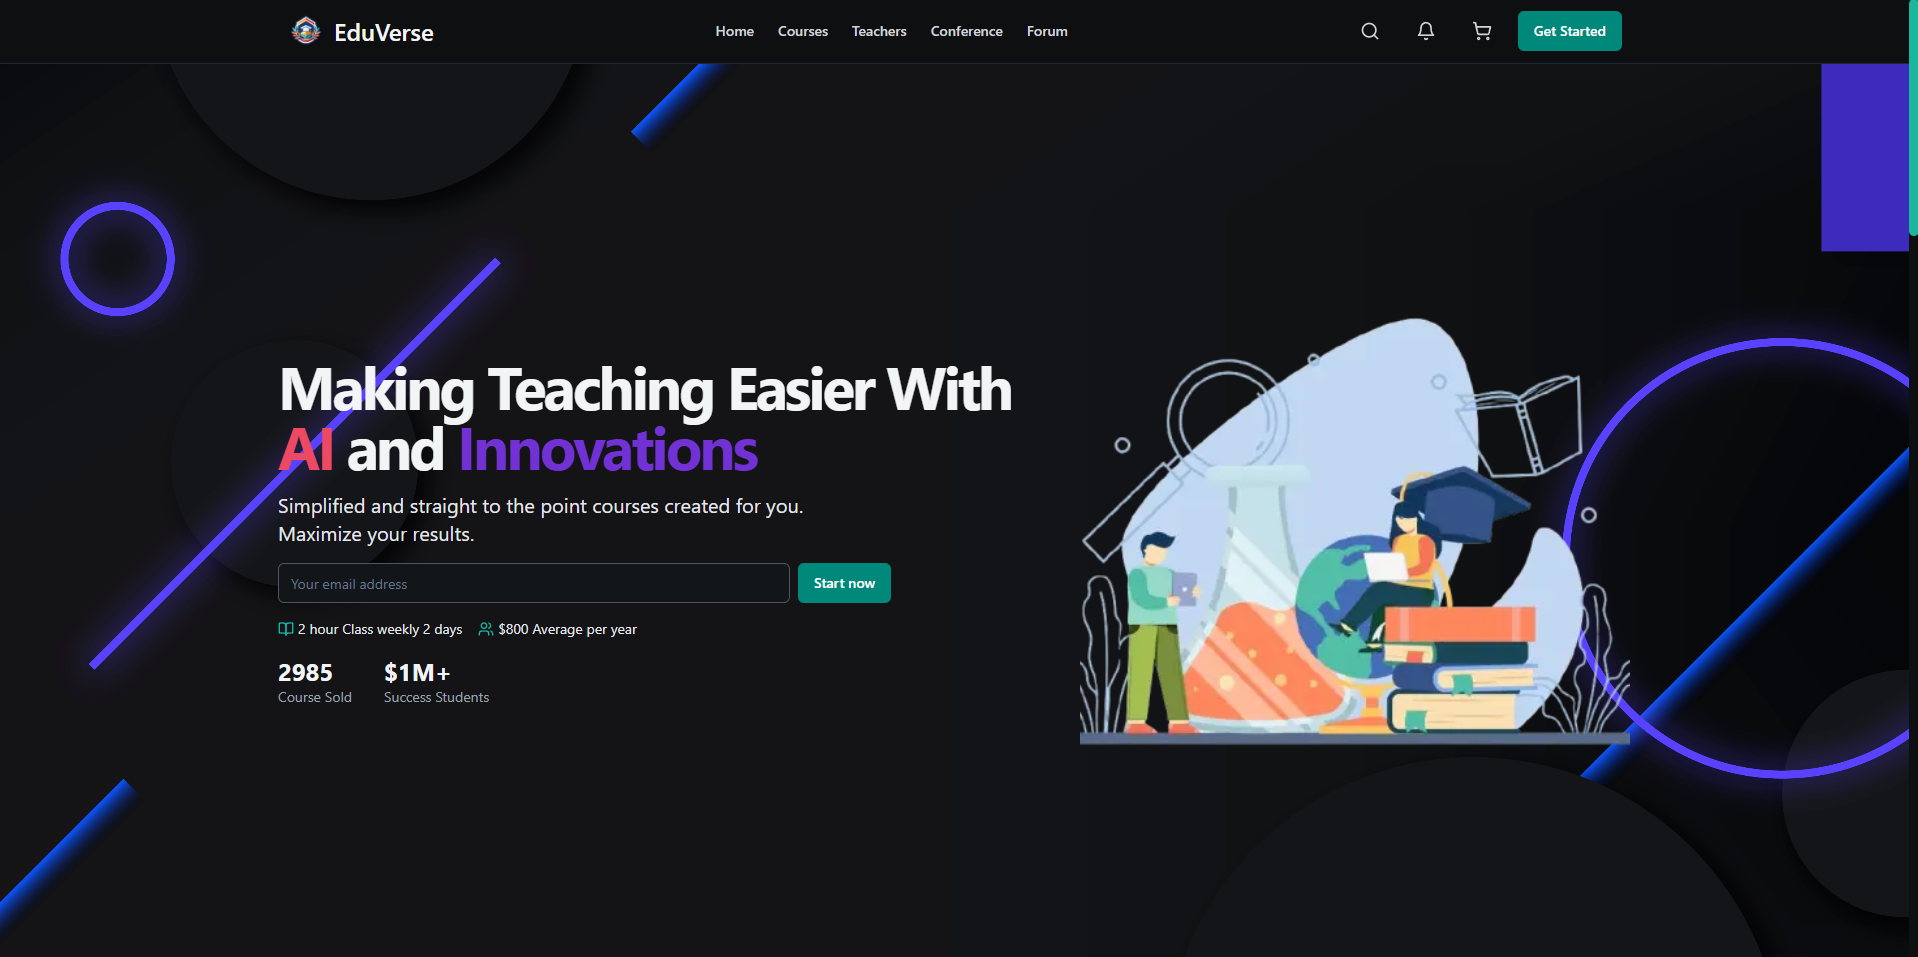 EduVerse
Home Courses Teachers Conference Forum
Get Started
Making Teaching Easier With
AI and Innovations
Simplified and straight to the point courses created for you.
Maximize your results.
Your email address
Start now
2 hour Class weekly 2 days $800 Average per year
2985 $1M+
Course Sold Success Students